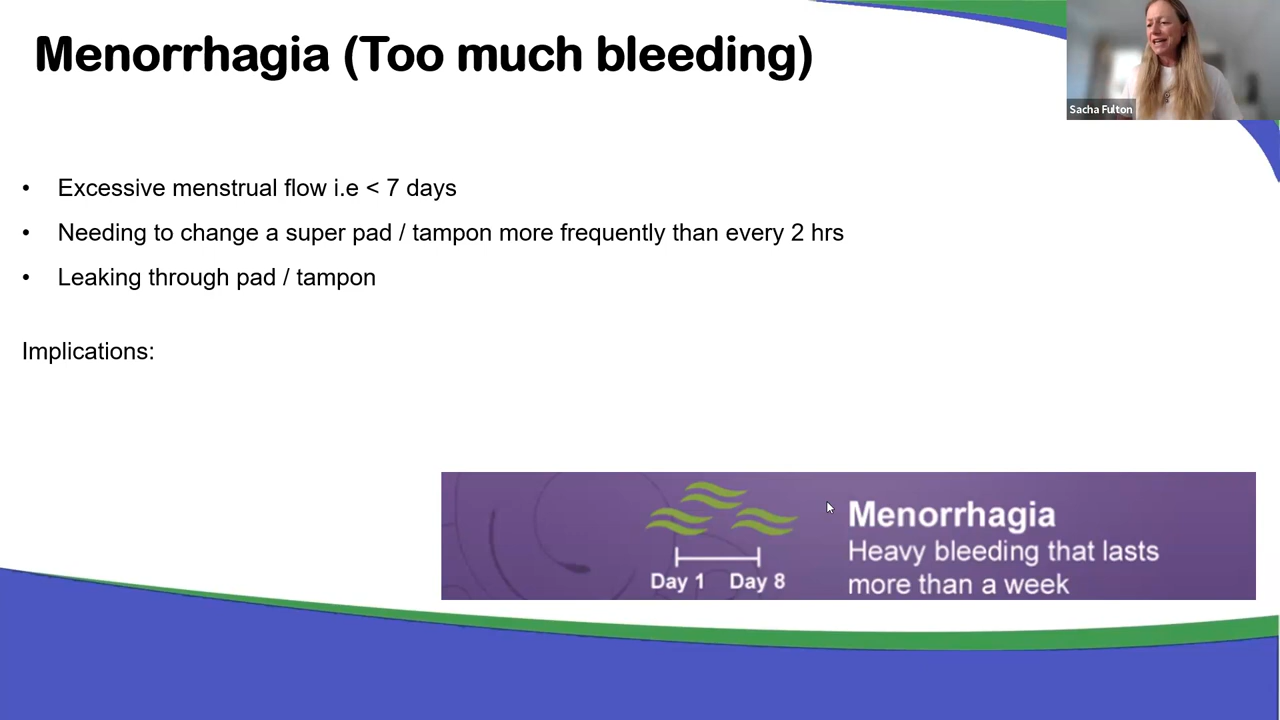 Menorrhagia (Too much bleeding)
Sacha Fulton
• Excessive menstrual flow i.e < 7 days
• Needing to change a super pad / tampon more frequently than every 2 hrs
• Leaking through pad / tampon
Implications:
Menorrhagia
Heavy bleeding that lasts
more than a week
Day 1 Day 8